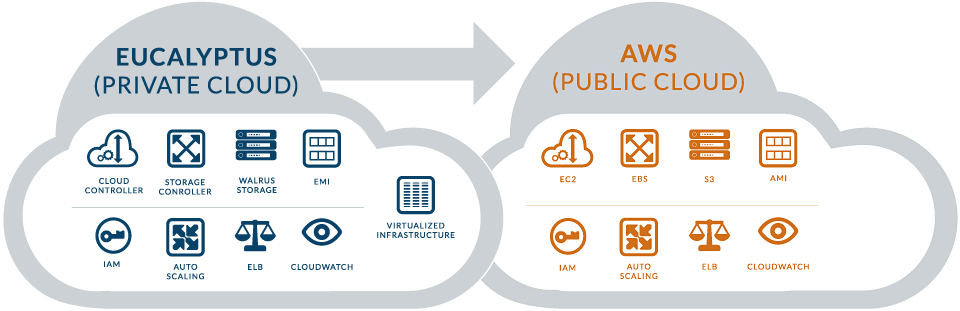 EUCALYPTUS
(PRIVATE CLOUD)
CLOUD
CONTROLLER
STORAGE
CONROLLER
WALRUS
STORAGE
EMI
IAM
AUTO
SCALING
ELB
CLOUDWATCH
VIRTUALIZED
INFRASTRUCTURE
AWS
(PUBLIC CLOUD)
EC2
EBS
S3
AMI
IAM
AUTO
SCALING
ELB
CLOUDWATCH